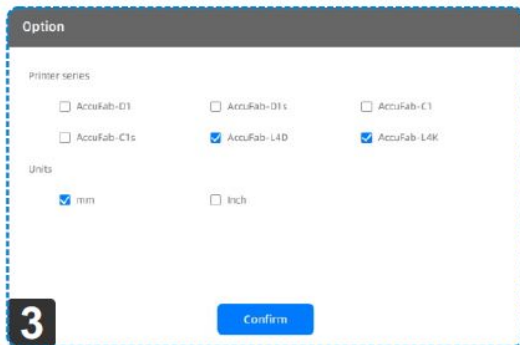 Option
Printer series
AccuFab-D1 AccuFab-D1s AccuFab-C1
AccuFab-C1s AccuFab-L4D AccuFab-L4K
Units
mm Inch
Confirm
3